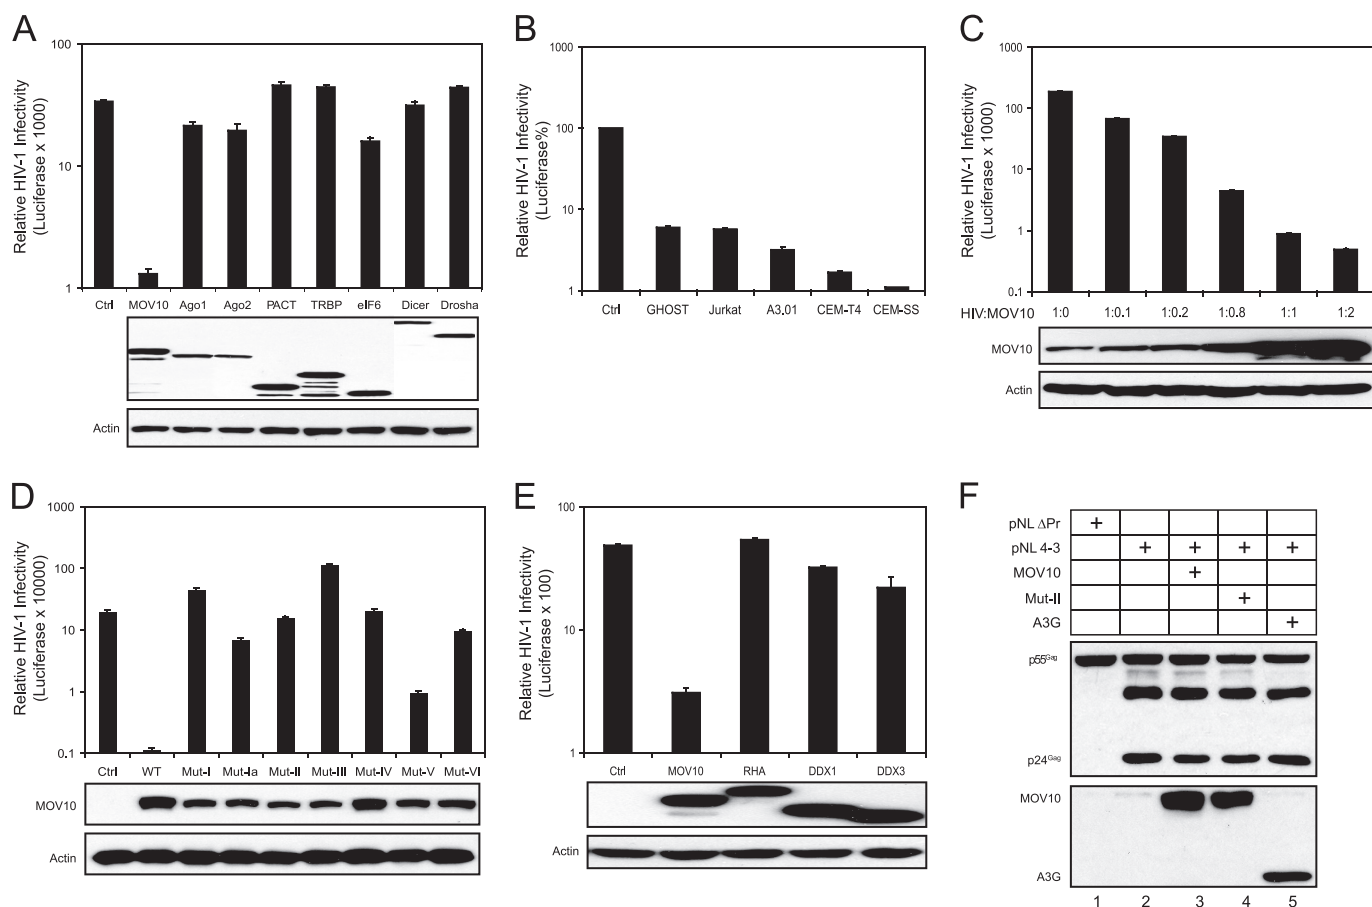 A
Relative HIV-1 Infectivity
(Luciferase x 1000)
100
10
1
Ctrl MOV10 Ago1 Ago2 PACT TRBP eIF6 Dicer Drosha
Actin
B
Relative HIV-1 Infectivity
(Luciferase%)
1000
100
10
1
Ctrl GHOST Jurkat A3.01 CEM-T4 CEM-SS
C
Relative HIV-1 Infectivity
(Luciferase x 1000)
1000
100
10
1
0.1
HIV:MOV10 1:0 1:0.1 1:0.2 1:0.8 1:1 1:2
MOV10
Actin
D
Relative HIV-1 Infectivity
(Luciferase x 10000)
1000
100
10
1
0.1
Ctrl WT Mut-I Mut-Ia Mut-II Mut-III Mut-IV Mut-V Mut-VI
MOV10
Actin
E
Relative HIV-1 Infectivity
(Luciferase x 100)
100
10
1
Ctrl MOV10 RHA DDX1 DDX3
Actin
F
pNL ΔPr +
pNL 4-3 + + + +
MOV10 +
Mut-II +
A3G +
p55Gag
p24Gag
MOV10
A3G
1 2 3 4 5